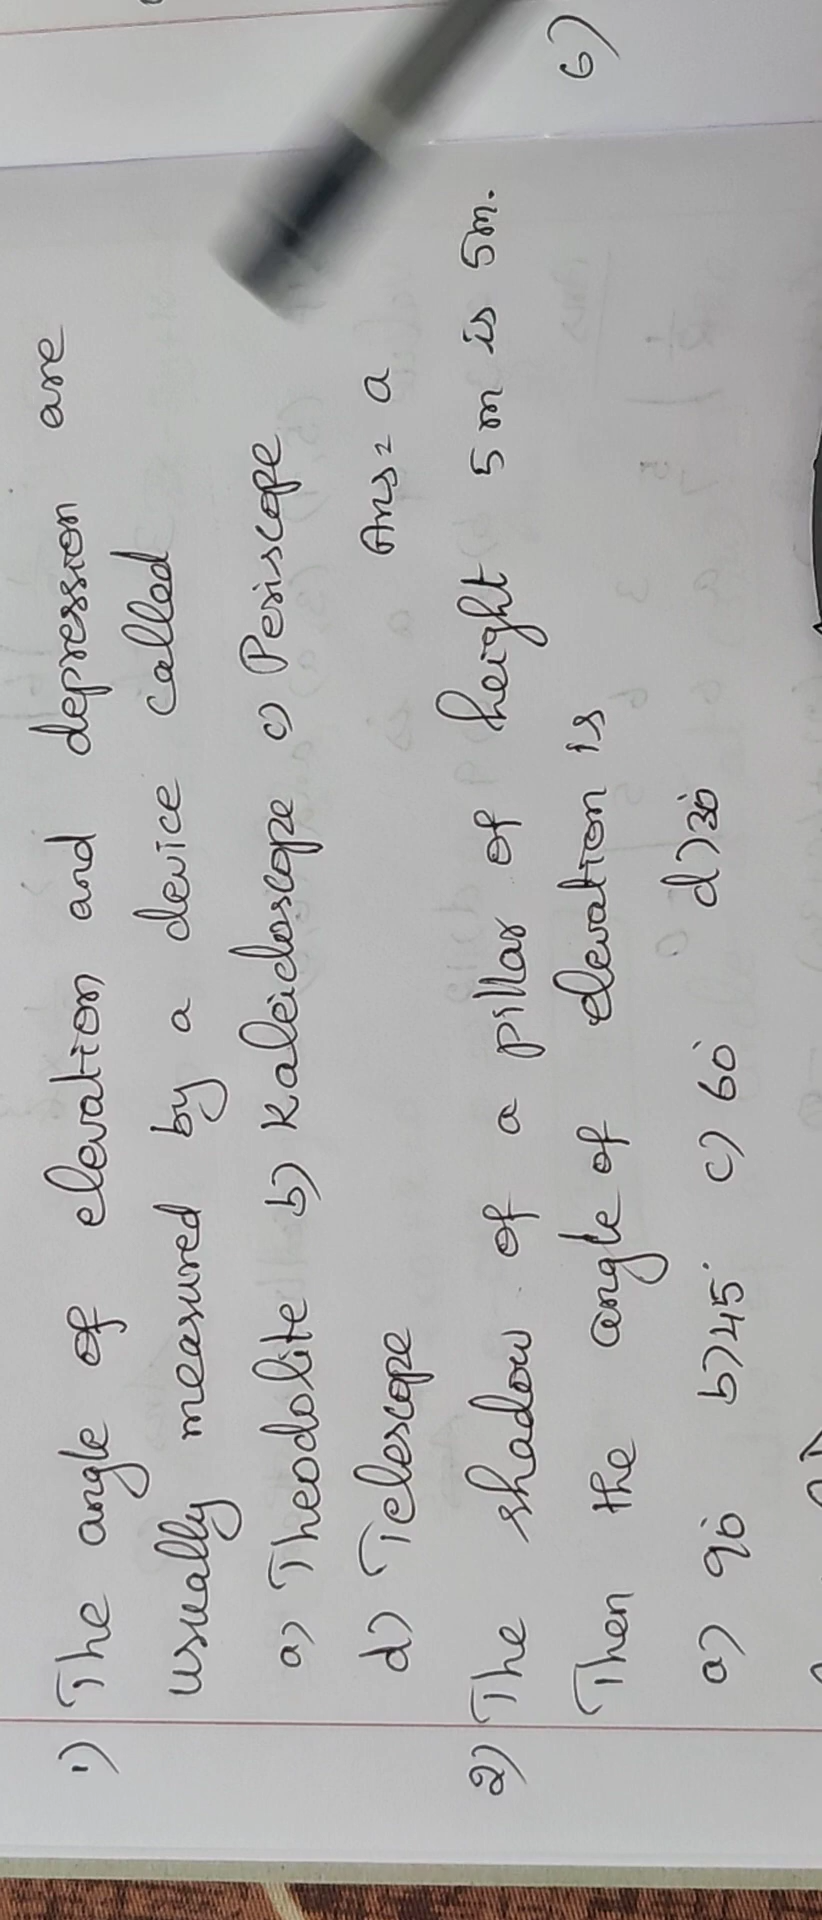 1) The angle of elevation and depression are
usually measured by a device called
a) Theodolite b) Kaleidoscope c) Periscope
d) Telescope Ans = a
2) The shadow of a pillar of height 5m is 5m.
Then the angle of elevation is
a) 90° b) 45° c) 60° d) 30°
6)